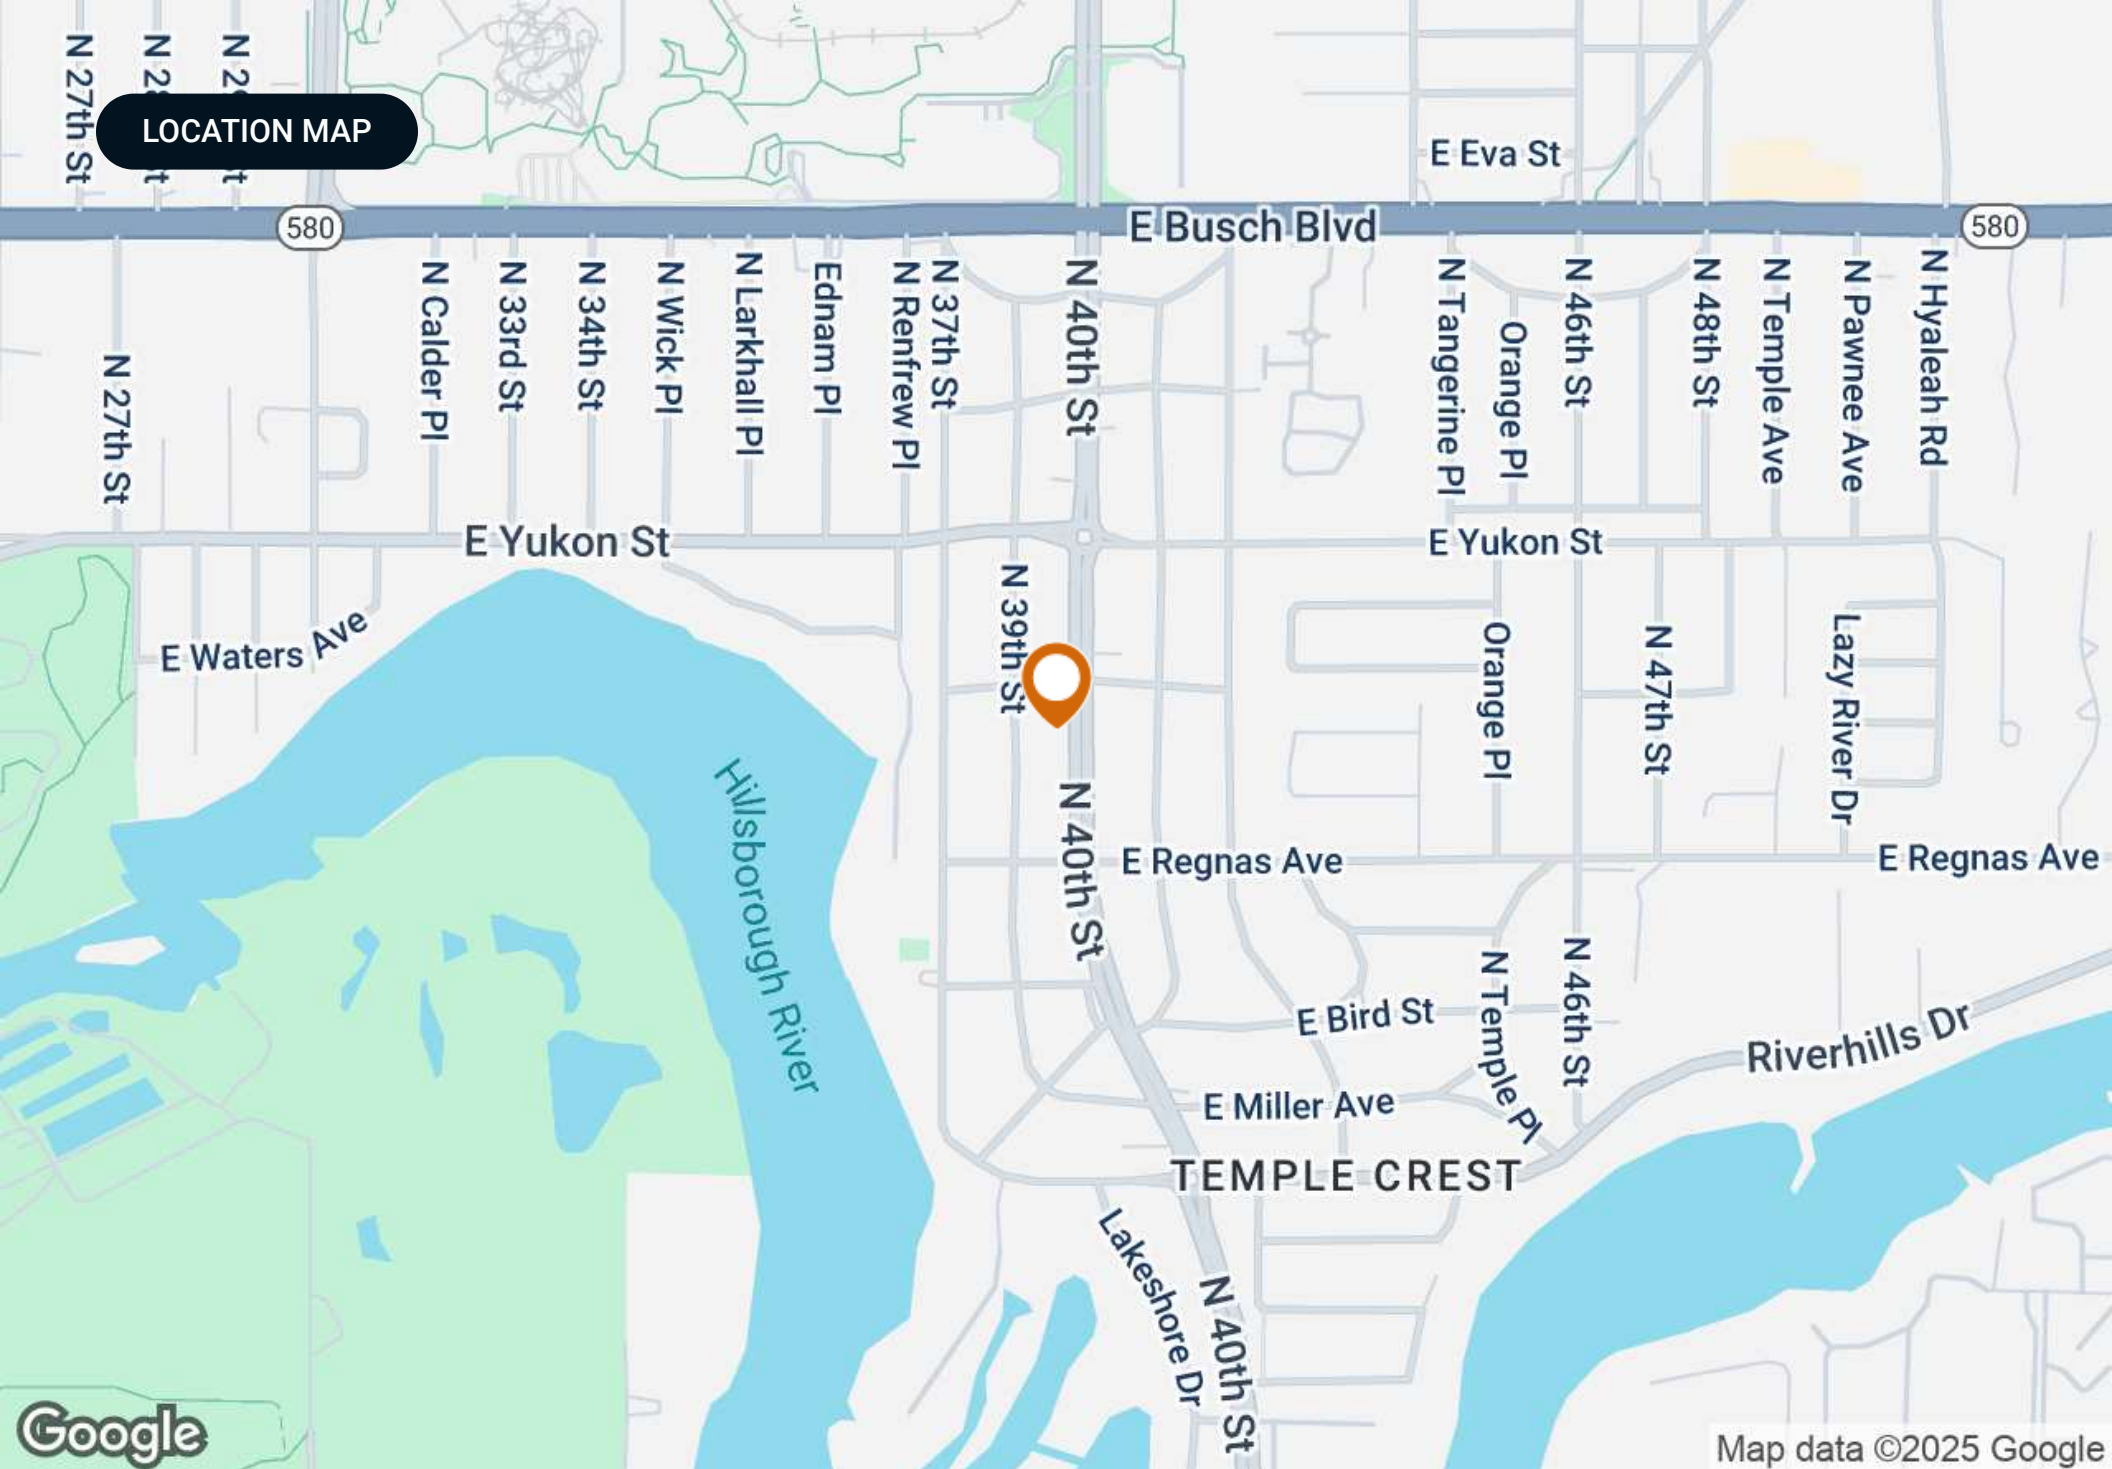 N 27th St
N 2
N 2
t
t
LOCATION MAP
E Eva St
580
E Busch Blvd
580
N 27th St
N Calder Pl
N 33rd St
N 34th St
N Wick Pl
N Larkhall Pl
Ednam Pl
N Renfrew Pl
N 37th St
N 40th St
N Tangerine Pl
Orange Pl
N 46th St
N 48th St
N Temple Ave
N Pawnee Ave
N Hyaleah Rd
E Yukon St
E Yukon St
E Waters Ave
N 39th St
Orange Pl
N 47th St
Lazy River Dr
Hillsborough River
N 40th St
E Regnas Ave
E Regnas Ave
E Bird St
N Temple Pl
N 46th St
Riverhills Dr
E Miller Ave
TEMPLE CREST
Lakeshore Dr
N 40th St
Google
Map data ©2025 Google